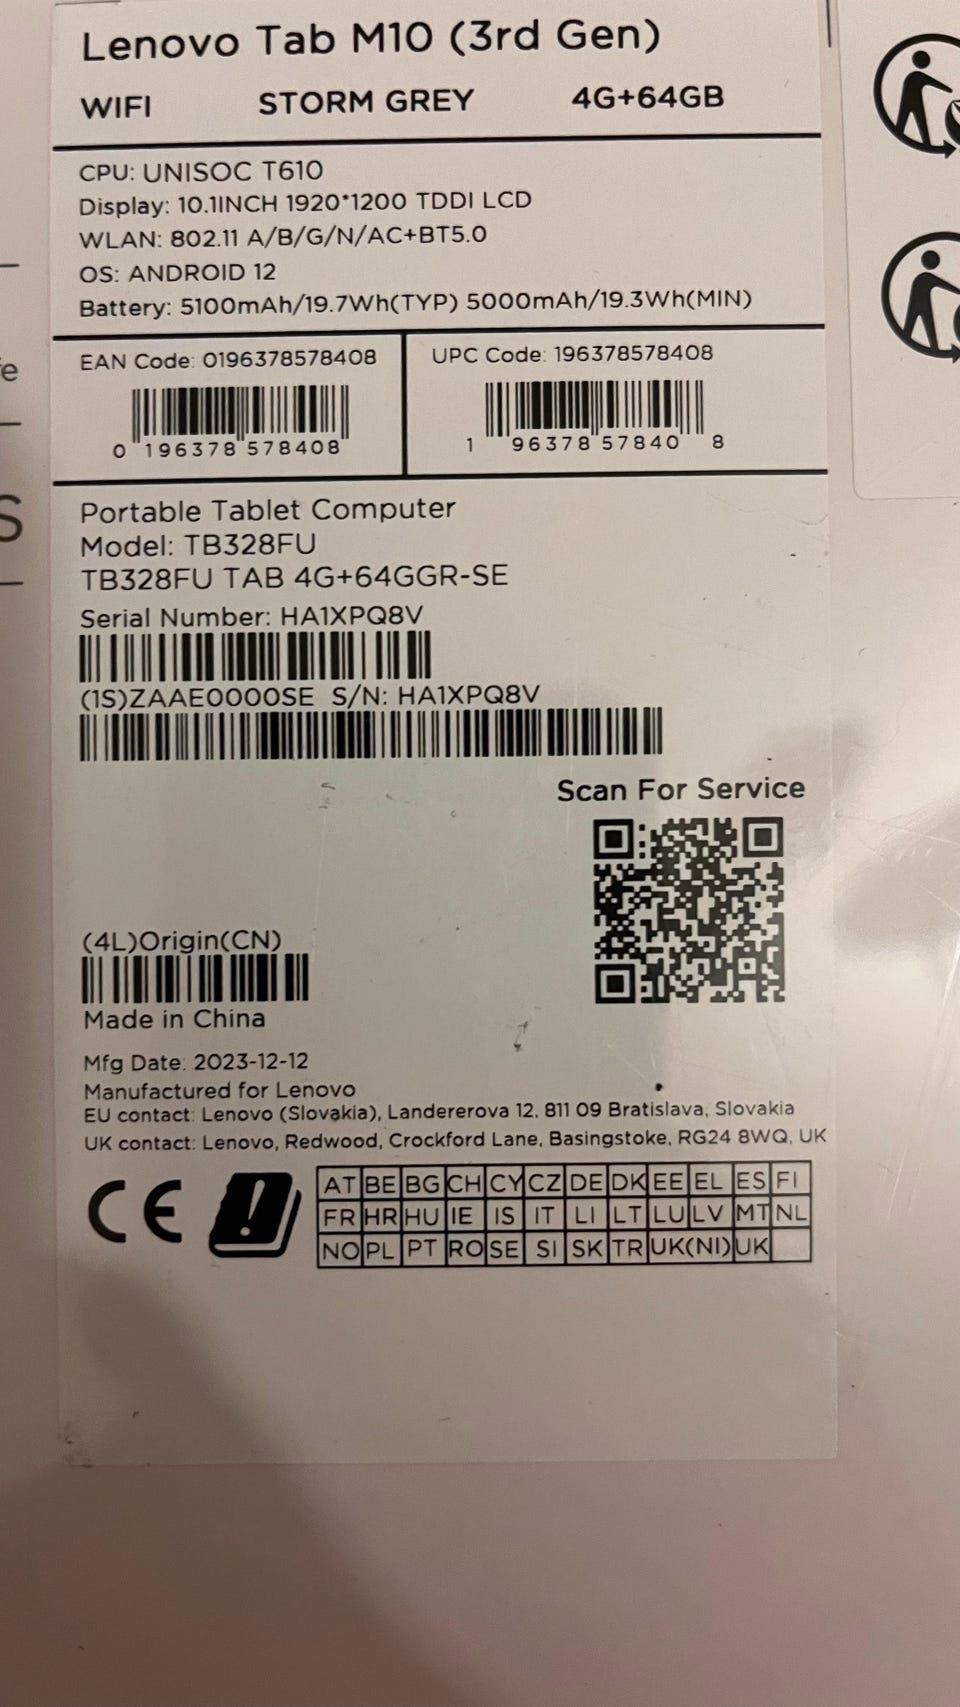 Lenovo Tab M10 (3rd Gen)
WIFI STORM GREY 4G+64GB
CPU: UNISOC T610
Display: 10.1INCH 1920*1200 TDDI LCD
WLAN: 802.11 A/B/G/N/AC+BT5.0
OS: ANDROID 12
Battery: 5100mAh/19.7Wh(TYP) 5000mAh/19.3Wh(MIN)
EAN Code: 0196378578408
0 196378 578408
UPC Code: 196378578408
1 96378 57840 8
Portable Tablet Computer
Model: TB328FU
TB328FU TAB 4G+64GGR-SE
Serial Number: HA1XPQ8V
(1S)ZAAE0000SE S/N: HA1XPQ8V
Scan For Service
(4L)Origin(CN)
Made in China
Mfg Date: 2023-12-12
Manufactured for Lenovo
EU contact: Lenovo (Slovakia), Landererova 12, 811 09 Bratislava, Slovakia
UK contact: Lenovo, Redwood, Crockford Lane, Basingstoke, RG24 8WQ, UK
CE
AT BE BG CH CY CZ DE DK EE EL ES FI
FR HR HU IE IS IT LI LT LU LV MT NL
NO PL PT RO SE SI SK TR UK(NI) UK